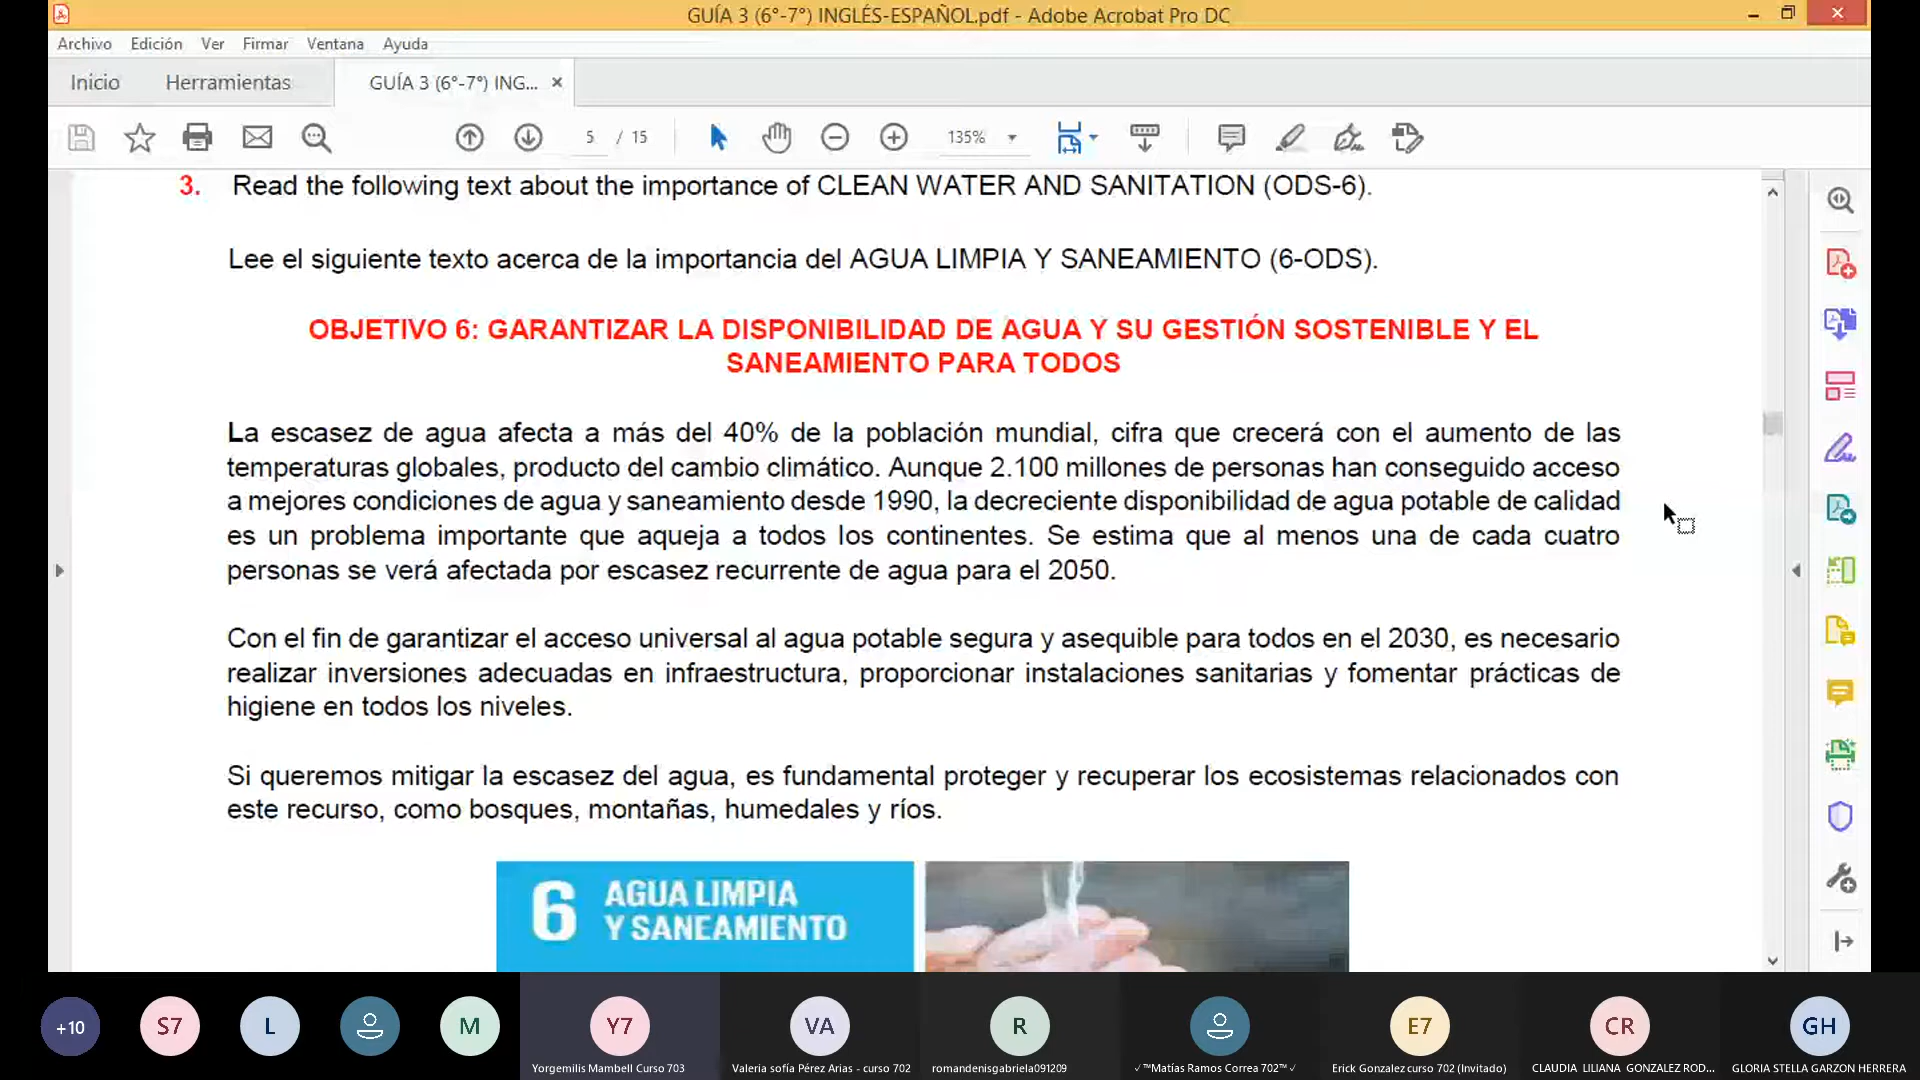 GUÍA 3 (6°-7°) INGLÉS-ESPAÑOL.pdf - Adobe Acrobat Pro DC
Archivo Edición Ver Firmar Ventana Ayuda
Inicio Herramientas GUÍA 3 (6°-7°) ING... ×
5 / 15 135%
3. Read the following text about the importance of CLEAN WATER AND SANITATION (ODS-6).
Lee el siguiente texto acerca de la importancia del AGUA LIMPIA Y SANEAMIENTO (6-ODS).
OBJETIVO 6: GARANTIZAR LA DISPONIBILIDAD DE AGUA Y SU GESTIÓN SOSTENIBLE Y EL
SANEAMIENTO PARA TODOS
La escasez de agua afecta a más del 40% de la población mundial, cifra que crecerá con el aumento de las
temperaturas globales, producto del cambio climático. Aunque 2.100 millones de personas han conseguido acceso
a mejores condiciones de agua y saneamiento desde 1990, la decreciente disponibilidad de agua potable de calidad
es un problema importante que aqueja a todos los continentes. Se estima que al menos una de cada cuatro
personas se verá afectada por escasez recurrente de agua para el 2050.
Con el fin de garantizar el acceso universal al agua potable segura y asequible para todos en el 2030, es necesario
realizar inversiones adecuadas en infraestructura, proporcionar instalaciones sanitarias y fomentar prácticas de
higiene en todos los niveles.
Si queremos mitigar la escasez del agua, es fundamental proteger y recuperar los ecosistemas relacionados con
este recurso, como bosques, montañas, humedales y ríos.
6 AGUA LIMPIA
Y SANEAMIENTO
+10 S7 L M Y7 VA R E7 CR GH
Yorgemilis Mambell Curso 703 Valeria sofía Pérez Arias - curso 702 romandenisgabriela091209 ✓™Matías Ramos Correa 702™✓ Erick Gonzalez curso 702 (Invitado) CLAUDIA LILIANA GONZALEZ ROD... GLORIA STELLA GARZON HERRERA